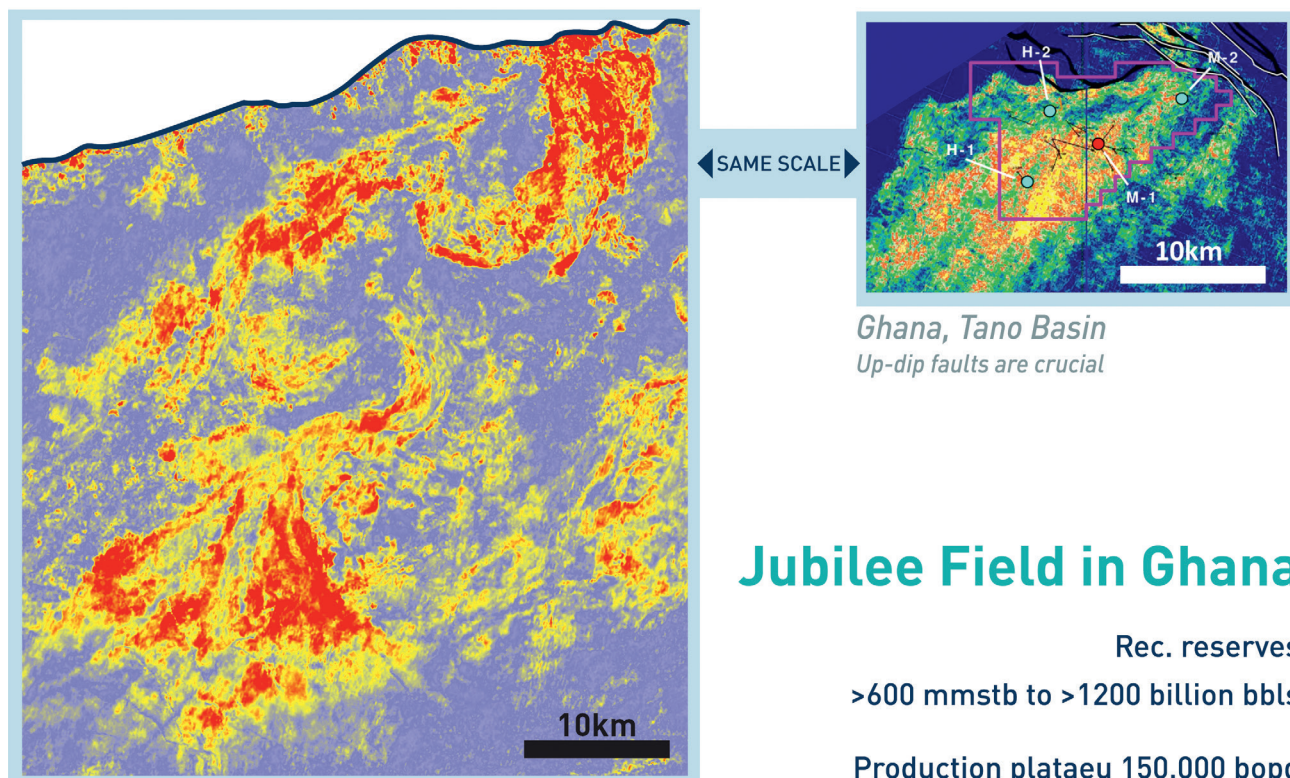 SAME SCALE
H-2
M-2
H-1
M-1
10km
Ghana, Tano Basin
Up-dip faults are crucial
Jubilee Field in Ghana
Rec. reserves
>600 mmstb to >1200 billion bbls
10km
Production plataeu 150.000 bopd